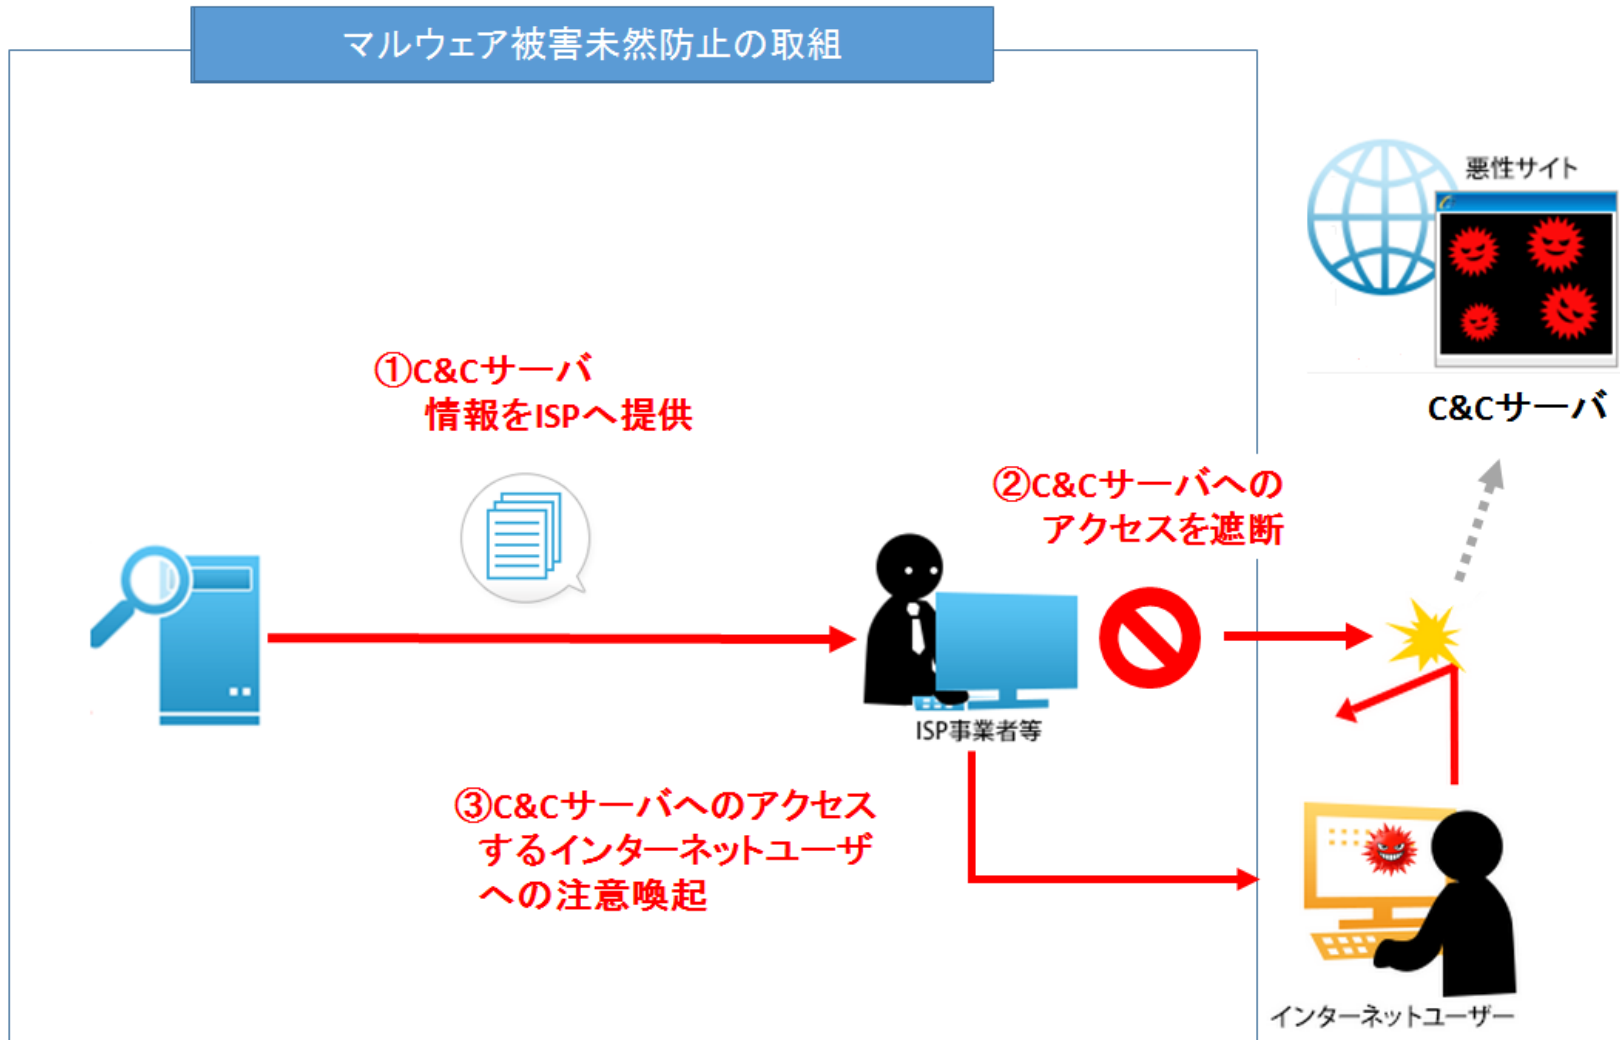 マルウェア被害未然防止の取組
悪性サイト
C&Cサーバ
①C&Cサーバ
情報をISPへ提供
②C&Cサーバへの
アクセスを遮断
ISP事業者等
③C&Cサーバへのアクセス
するインターネットユーザ
への注意喚起
インターネットユーザー